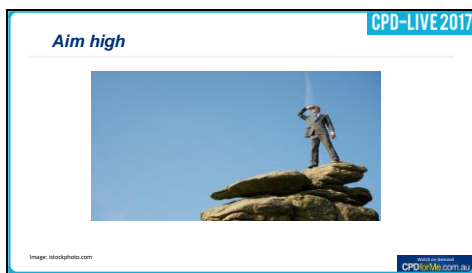 CPD-LIVE 2017
Aim high
Image: istockphoto.com
Watch on demand
CPDforMe.com.au